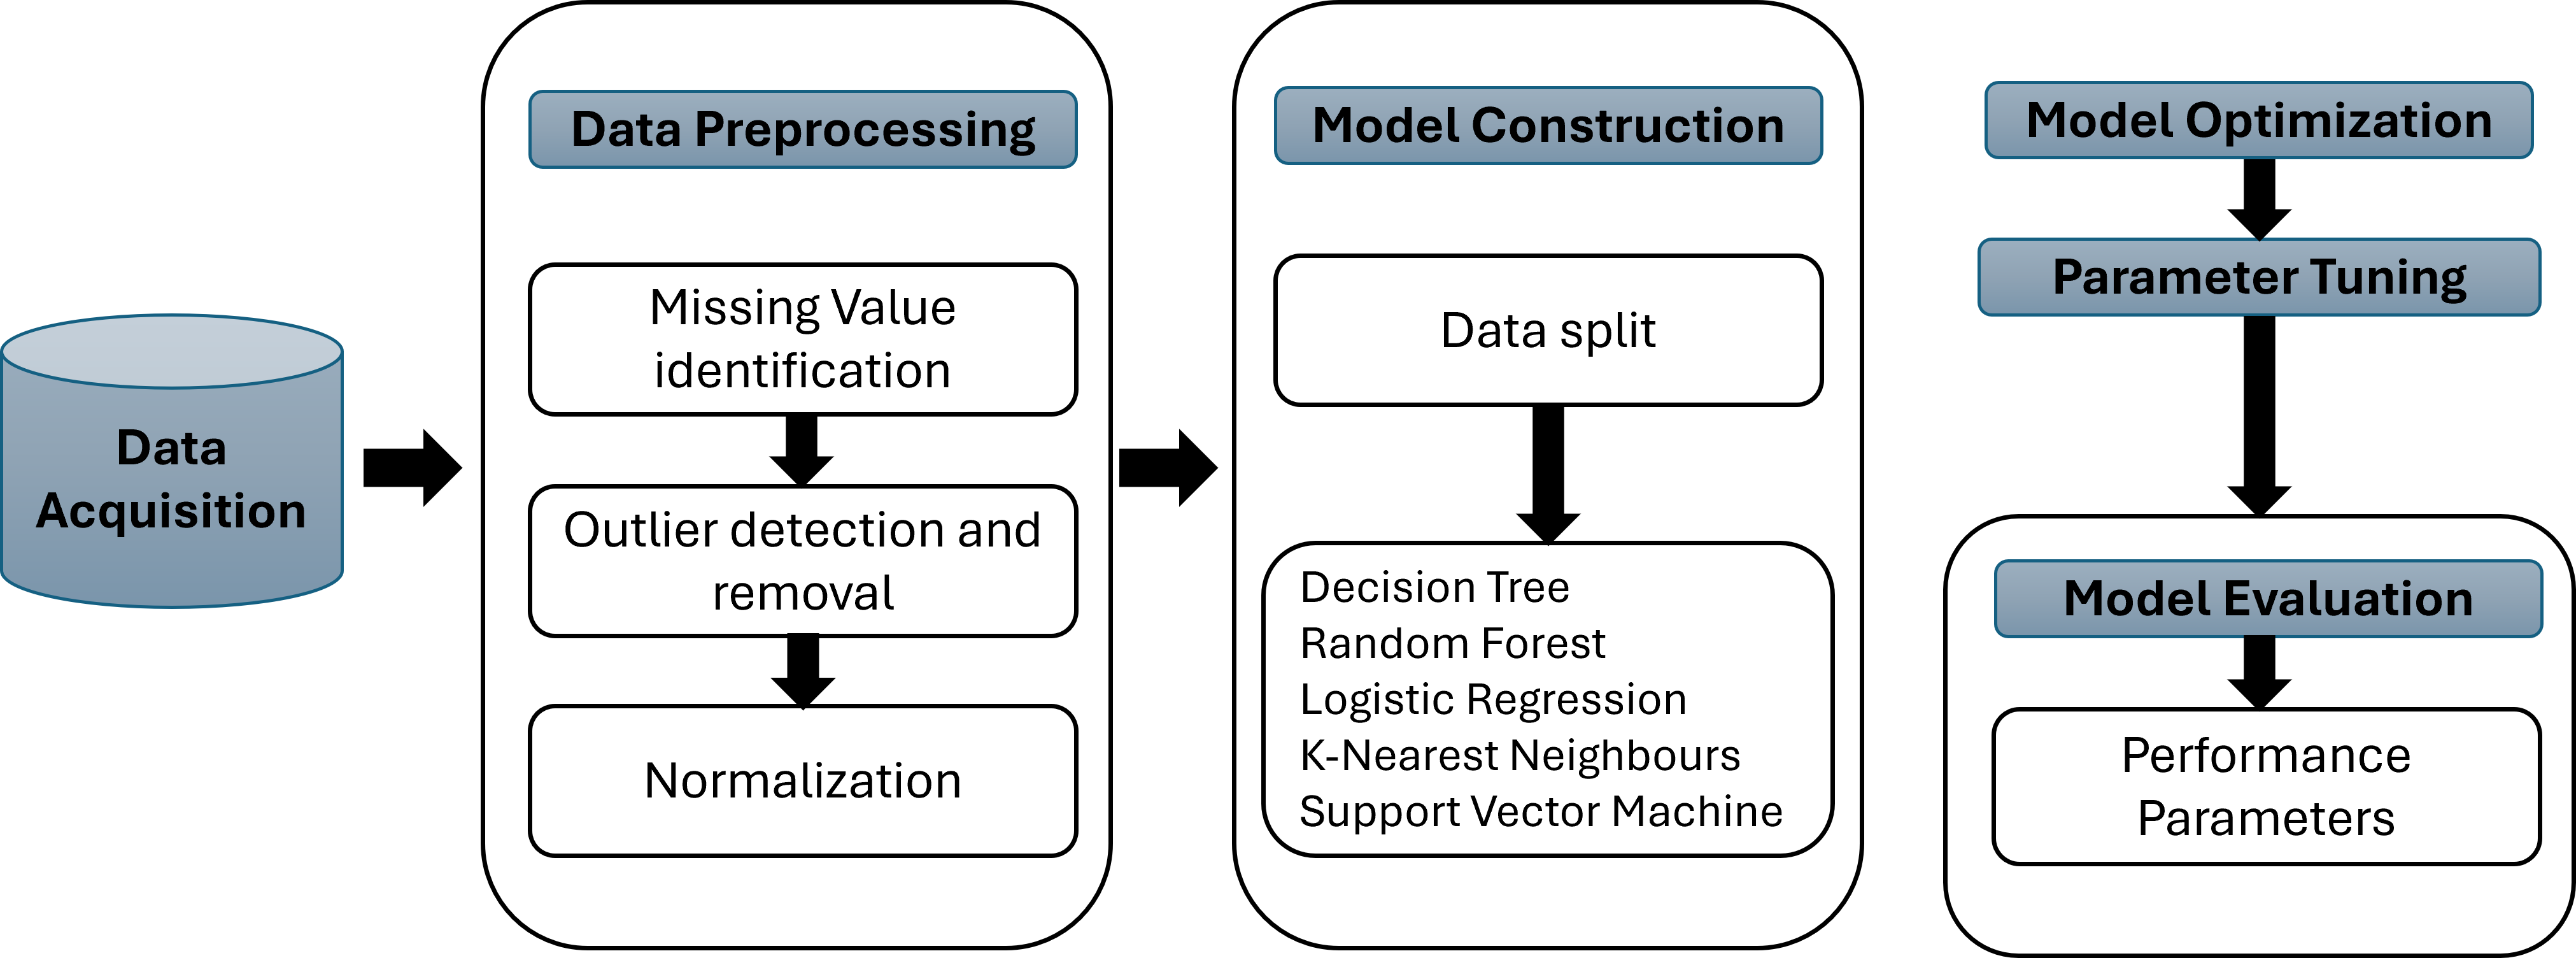 Data
Acquisition
Data Preprocessing
Missing Value
identification
Outlier detection and
removal
Normalization
Model Construction
Data split
Decision Tree
Random Forest
Logistic Regression
K-Nearest Neighbours
Support Vector Machine
Model Optimization
Parameter Tuning
Model Evaluation
Performance
Parameters